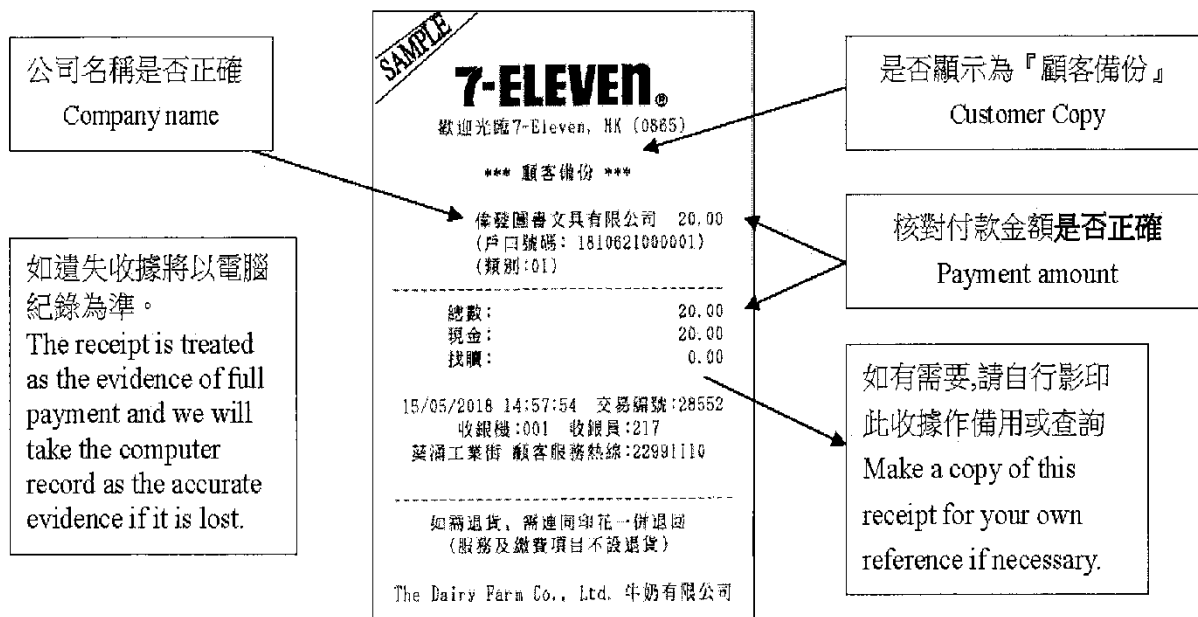 公司名稱是否正確
Company name
如遺失收據將以電腦
紀錄為準。
The receipt is treated
as the evidence of full
payment and we will
take the computer
record as the accurate
evidence if it is lost.
SAMPLE
7-ELEVEn®
歡迎光臨7-Eleven, HK (0865)
*** 顧客備份 ***
偉發圖書文具有限公司 20.00
(戶口號碼: 1810621000001)
(類別:01)
總數: 20.00
現金: 20.00
找贖: 0.00
15/05/2018 14:57:54 交易編號:28552
收銀機:001 收銀員:217
葵涌工業街 顧客服務熱線:22991110
如需退貨, 需連同印花一併退回
(服務及繳費項目不設退貨)
The Dairy Farm Co., Ltd. 牛奶有限公司
是否顯示為『顧客備份』
Customer Copy
核對付款金額是否正確
Payment amount
如有需要,請自行影印
此收據作備用或查詢
Make a copy of this
receipt for your own
reference if necessary.